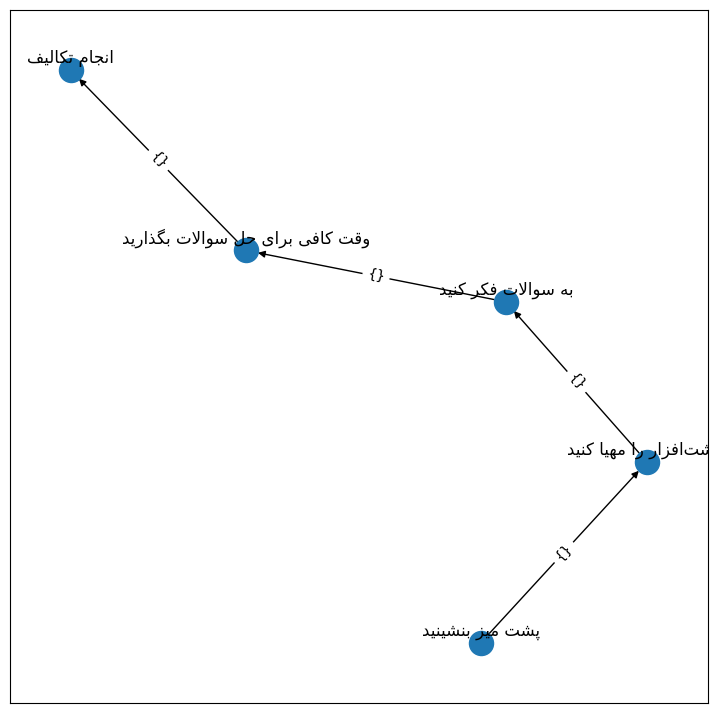 انجام تکالیف
{}
وقت کافی برای حل سوالات بگذارید
{}
به سوالات فکر کنید
{}
شت‌افزار را مهیا کنید
{}
پشت میز بنشینید